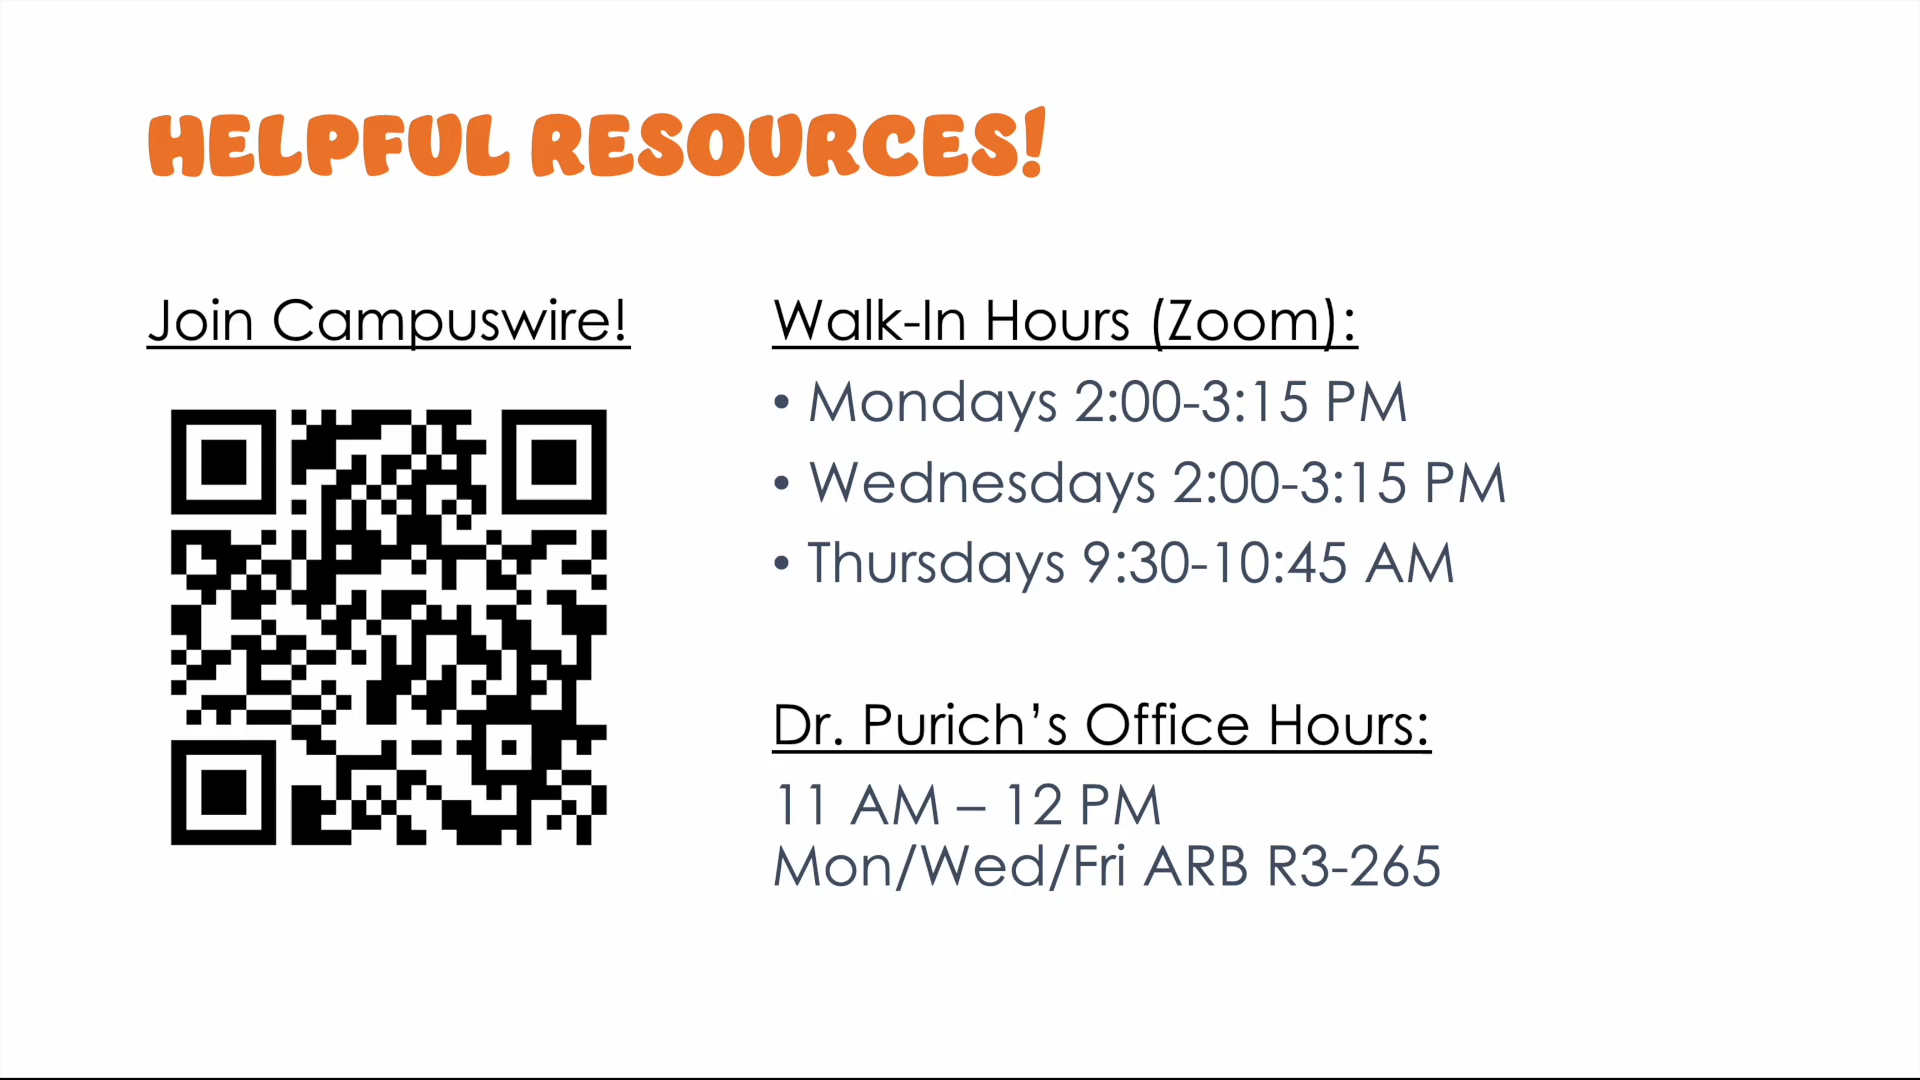 HELPFUL RESOURCES!
Join Campuswire!
Walk-In Hours (Zoom):
• Mondays 2:00-3:15 PM
• Wednesdays 2:00-3:15 PM
• Thursdays 9:30-10:45 AM
Dr. Purich’s Office Hours:
11 AM – 12 PM
Mon/Wed/Fri ARB R3-265